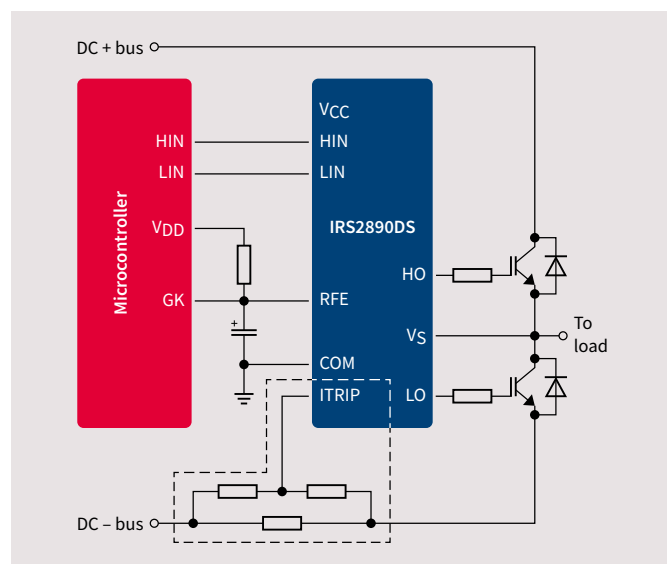 DC + bus
Microcontroller
HIN
LIN
VDD
GK
VCC
HIN
LIN
IRS2890DS
HO
RFE
VS
COM
ITRIP
LO
+
To
load
DC – bus